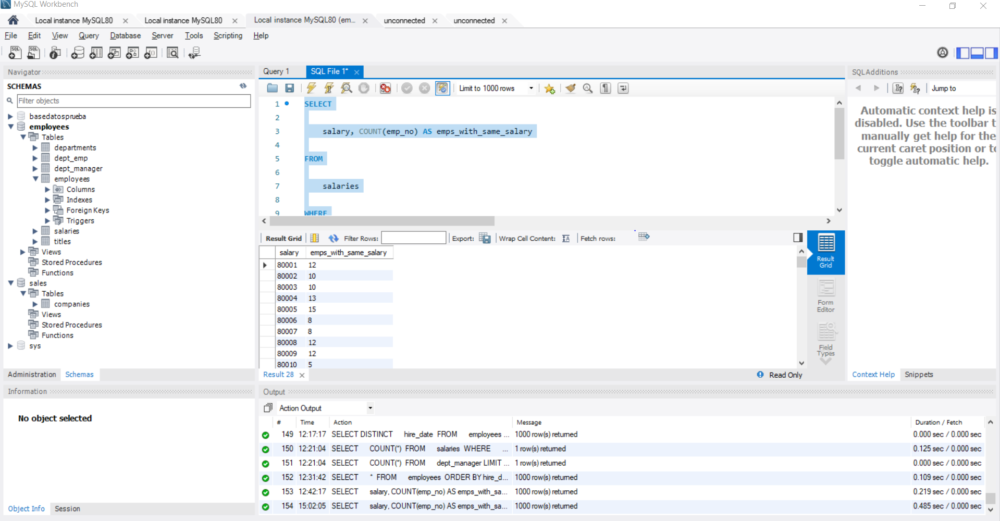 MySQL Workbench
Local instance MySQL80 Local instance MySQL80 Local instance MySQL80 (em... unconnected unconnected
File Edit View Query Database Server Tools Scripting Help
Navigator
SCHEMAS
Filter objects
basedatosprueba
employees
Tables
departments
dept_emp
dept_manager
employees
Columns
Indexes
Foreign Keys
Triggers
salaries
titles
Views
Stored Procedures
Functions
sales
Tables
companies
Views
Stored Procedures
Functions
sys
Administration Schemas
Information
No object selected
Object Info Session
Query 1 SQL File 1*
Limit to 1000 rows
1 SELECT
2
3 salary, COUNT(emp_no) AS emps_with_same_salary
4
5 FROM
6
7 salaries
8
9 WHERE
Result Grid Filter Rows: Export: Wrap Cell Content: Fetch rows:
salary emps_with_same_salary
80001 12
80002 10
80003 10
80004 13
80005 15
80006 8
80007 8
80008 12
80009 12
80010 5
Result Grid
Form Editor
Field Types
Result 28 Read Only
SQLAdditions
Jump to
Automatic context help is
disabled. Use the toolbar t
manually get help for the
current caret position or to
toggle automatic help.
Context Help Snippets
Output
Action Output
# Time Action Message Duration / Fetch
149 12:17:17 SELECT DISTINCT hire_date FROM employees ... 1000 row(s) returned 0.000 sec / 0.000 sec
150 12:21:04 SELECT COUNT(*) FROM salaries WHERE ... 1 row(s) returned 0.125 sec / 0.000 sec
151 12:21:04 SELECT COUNT(*) FROM dept_manager LIMIT ... 1 row(s) returned 0.000 sec / 0.000 sec
152 12:31:42 SELECT * FROM employees ORDER BY hire_d... 1000 row(s) returned 0.109 sec / 0.000 sec
153 12:42:17 SELECT salary, COUNT(emp_no) AS emps_with_sa... 1000 row(s) returned 0.219 sec / 0.000 sec
154 15:02:05 SELECT salary, COUNT(emp_no) AS emps_with_sa... 1000 row(s) returned 0.485 sec / 0.000 sec